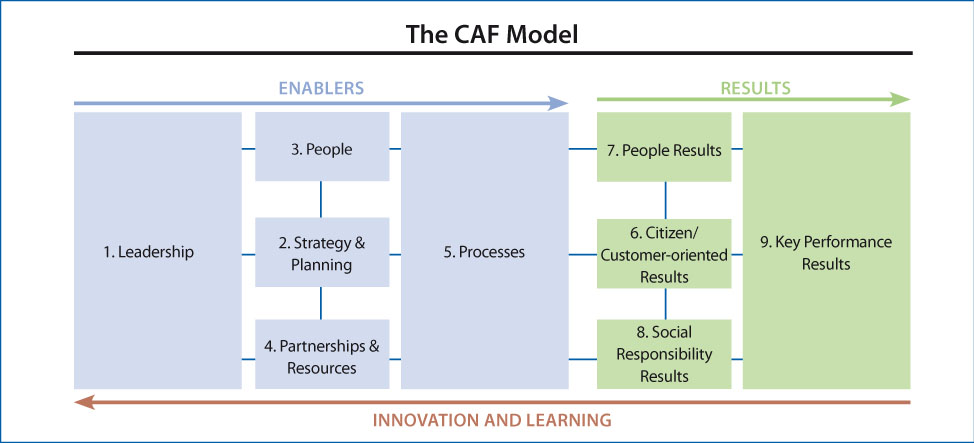 The CAF Model
ENABLERS
RESULTS
1. Leadership
3. People
2. Strategy &
Planning
4. Partnerships &
Resources
5. Processes
7. People Results
6. Citizen/
Customer-oriented
Results
8. Social
Responsibility
Results
9. Key Performance
Results
INNOVATION AND LEARNING